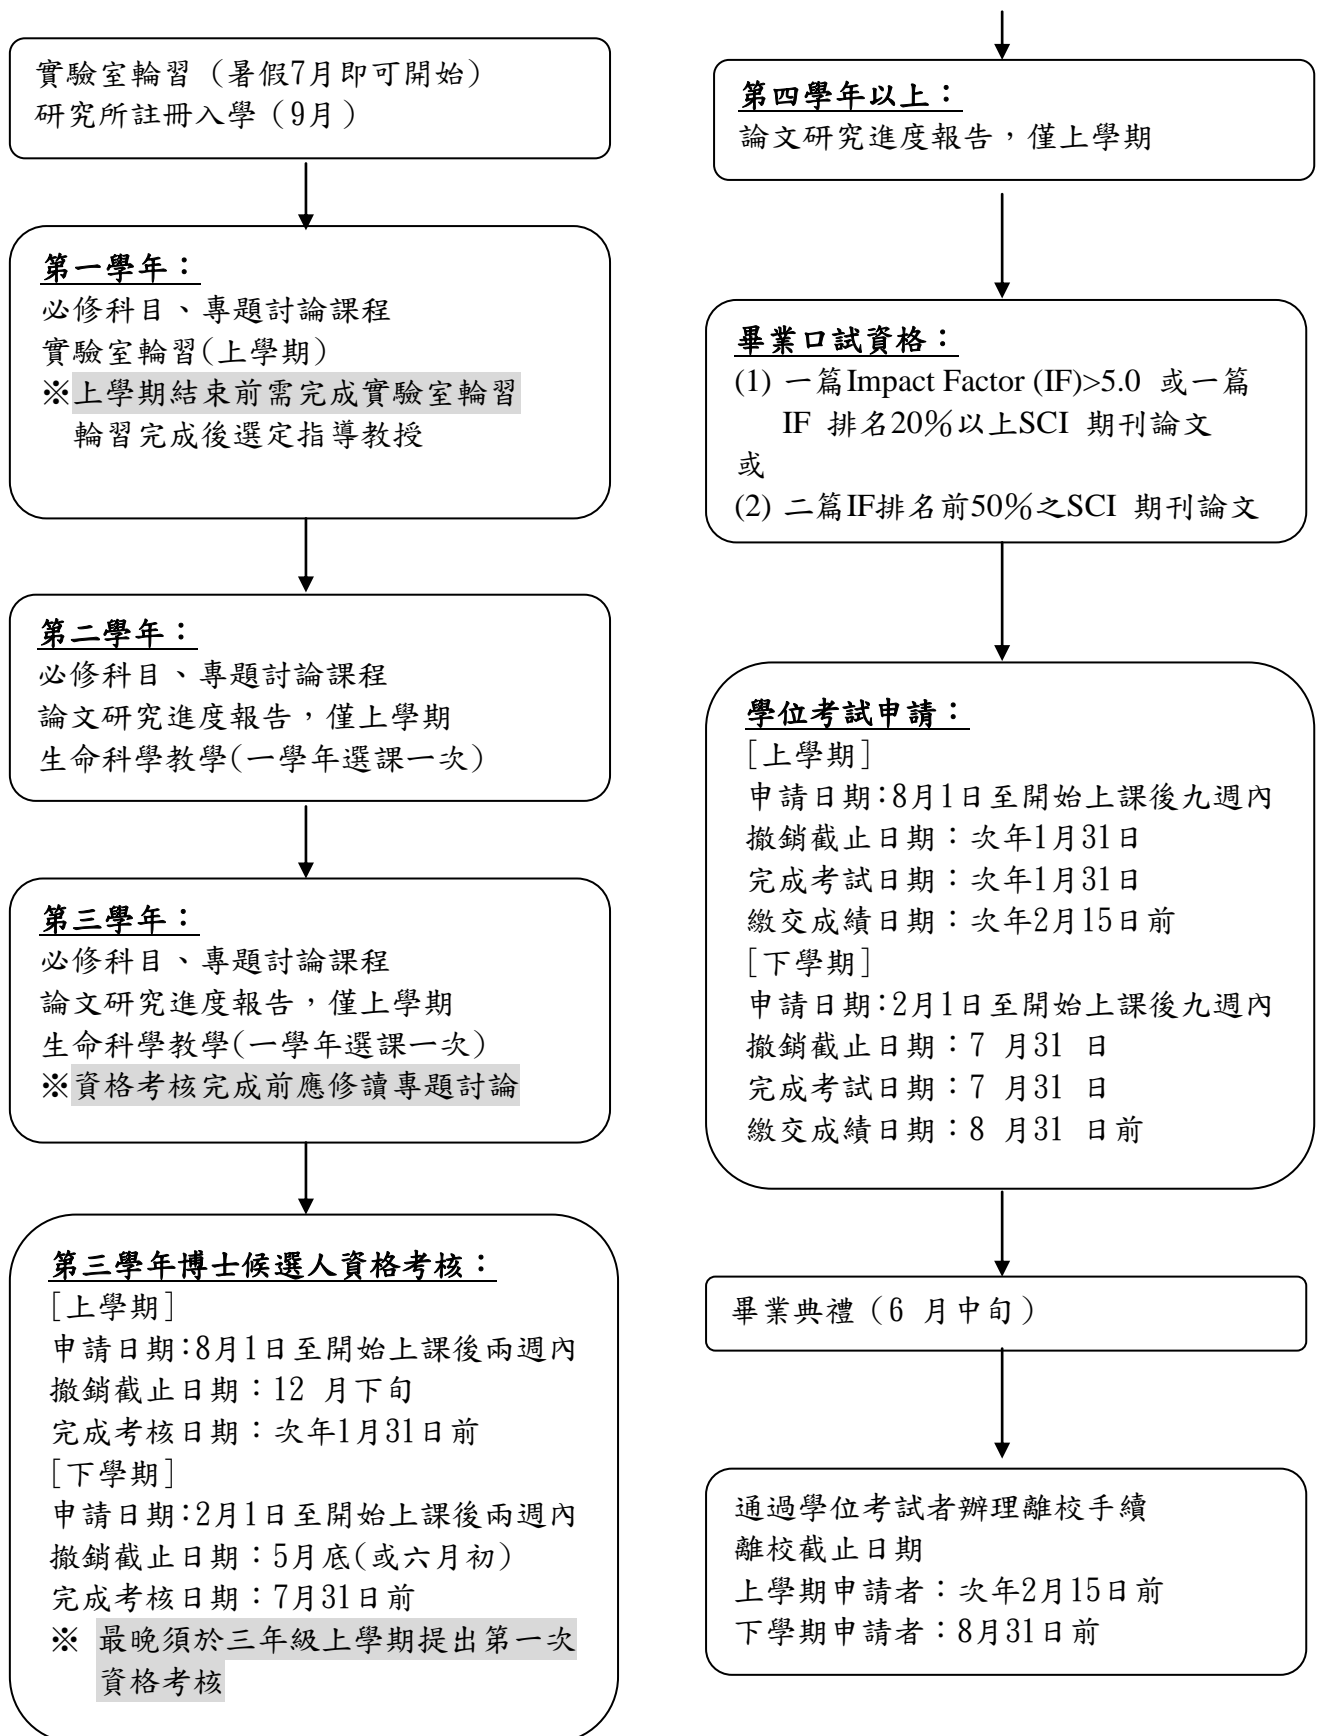 實驗室輪習 (暑假7月即可開始)
研究所註冊入學 (9月)
第一學年：
必修科目、專題討論課程
實驗室輪習(上學期)
※上學期結束前需完成實驗室輪習
輪習完成後選定指導教授
第二學年：
必修科目、專題討論課程
論文研究進度報告，僅上學期
生命科學教學(一學年選課一次)
第三學年：
必修科目、專題討論課程
論文研究進度報告，僅上學期
生命科學教學(一學年選課一次)
※資格考核完成前應修讀專題討論
第三學年博士候選人資格考核：
[上學期]
申請日期:8月1日至開始上課後兩週內
撤銷截止日期：12 月下旬
完成考核日期：次年1月31日前
[下學期]
申請日期:2月1日至開始上課後兩週內
撤銷截止日期：5月底(或六月初)
完成考核日期：7月31日前
※ 最晚須於三年級上學期提出第一次
資格考核
第四學年以上：
論文研究進度報告，僅上學期
畢業口試資格：
(1) 一篇Impact Factor (IF)>5.0 或一篇
IF 排名20％以上SCI 期刊論文
或
(2) 二篇IF排名前50％之SCI 期刊論文
學位考試申請：
[上學期]
申請日期:8月1日至開始上課後九週內
撤銷截止日期：次年1月31日
完成考試日期：次年1月31日
繳交成績日期：次年2月15日前
[下學期]
申請日期:2月1日至開始上課後九週內
撤銷截止日期：7 月31 日
完成考試日期：7 月31 日
繳交成績日期：8 月31 日前
畢業典禮 (6 月中旬)
通過學位考試者辦理離校手續
離校截止日期
上學期申請者：次年2月15日前
下學期申請者：8月31日前